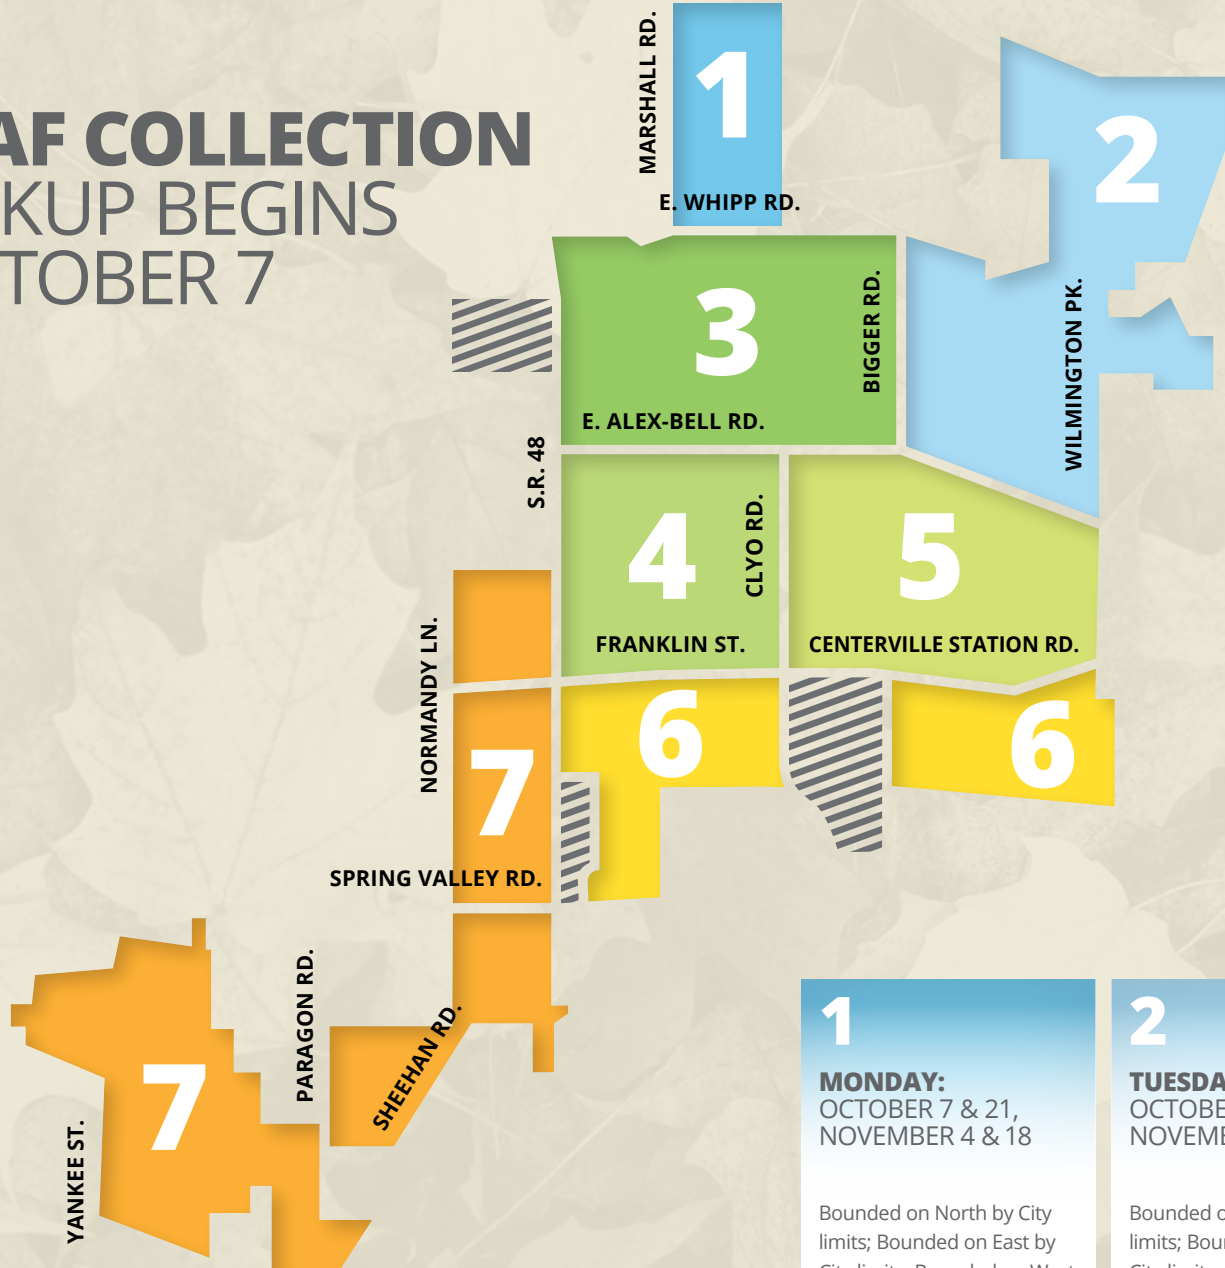 AF COLLECTION
KUP BEGINS
TOBER 7
MARSHALL RD.
1
E. WHIPP RD.
2
WILMINGTON PK.
3
BIGGER RD.
E. ALEX-BELL RD.
S.R. 48
4
CLYO RD.
FRANKLIN ST.
5
CENTERVILLE STATION RD.
NORMANDY LN.
7
6
6
SPRING VALLEY RD.
PARAGON RD.
SHEEHAN RD.
7
YANKEE ST.
1
MONDAY:
OCTOBER 7 & 21,
NOVEMBER 4 & 18
Bounded on North by City
limits; Bounded on East by
2
TUESDA
OCTOBE
NOVEMB
Bounded o
limits; Bou